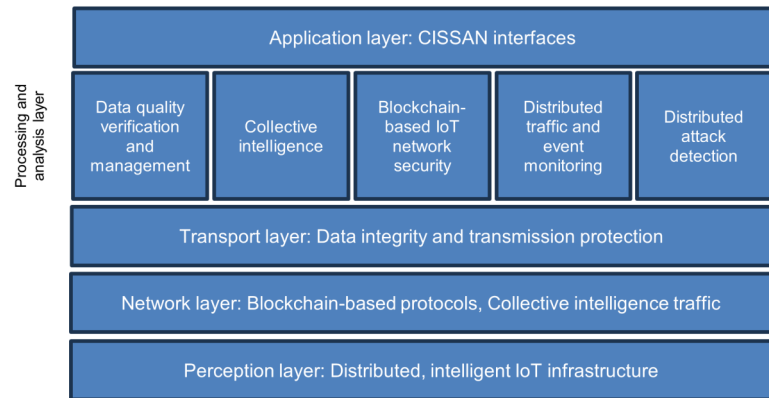 Application layer: CISSAN interfaces
Processing and
analysis layer
Data quality
verification
and
management
Collective
intelligence
Blockchain-
based IoT
network
security
Distributed
traffic and
event
monitoring
Distributed
attack
detection
Transport layer: Data integrity and transmission protection
Network layer: Blockchain-based protocols, Collective intelligence traffic
Perception layer: Distributed, intelligent IoT infrastructure